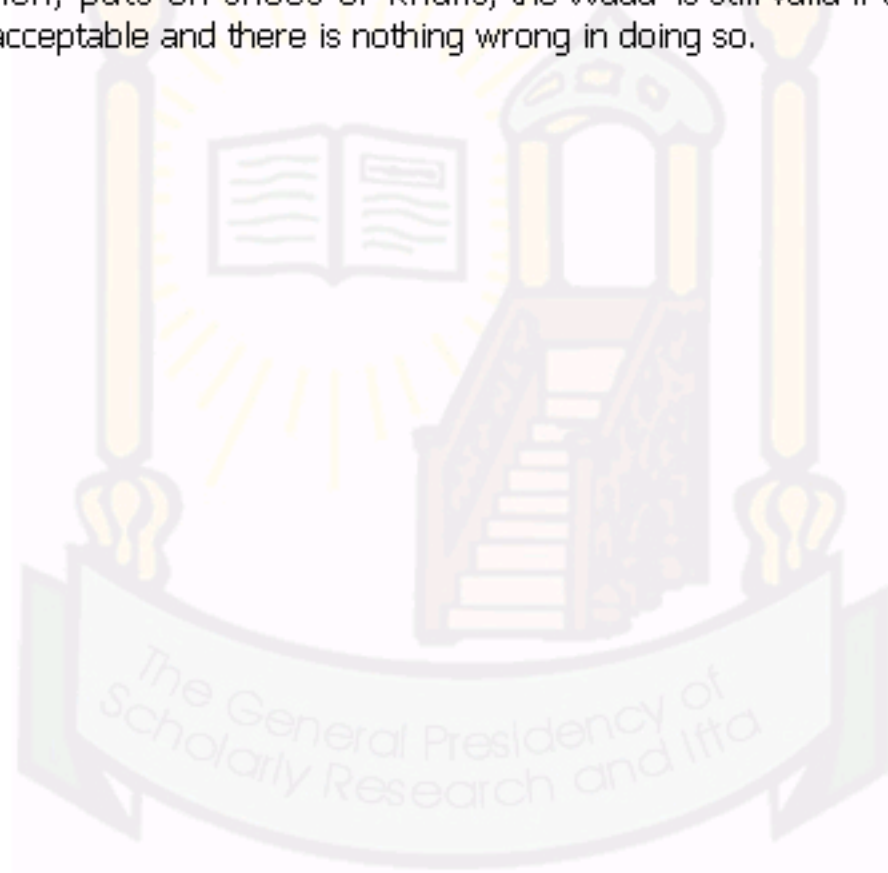 acceptable and there is nothing wrong in doing so.
The General Presidency of
Scholarly Research and Ifta